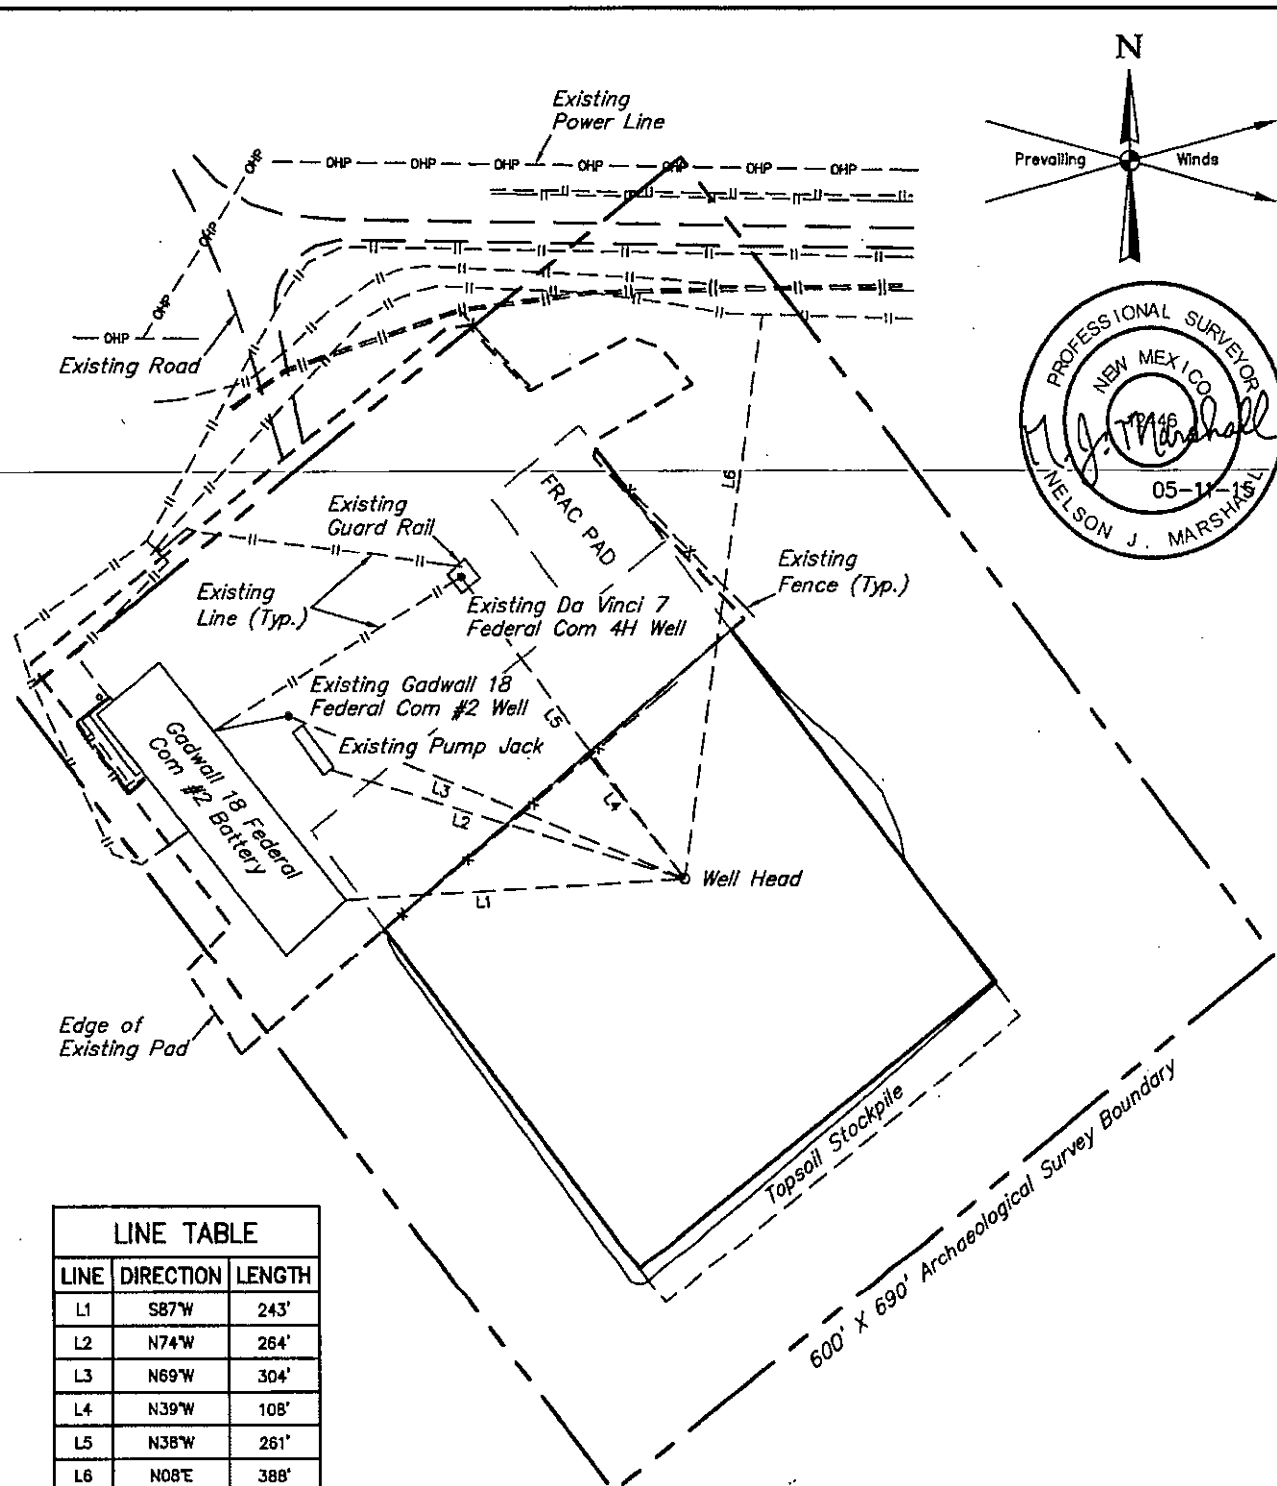 N
Existing
Power Line
OHP OHP OHP OHP OHP OHP OHP
Prevailing Winds
OHP
OHP
OHP
Existing Road
PROFESSIONAL SURVEYOR
NEW MEXICO
N. J. Marshall
05-11-15
NELSON J. MARSHALL
L6
FRAC PAD
Existing
Guard Rail
Existing
Fence (Typ.)
Existing
Line (Typ.)
Existing Da Vinci 7
Federal Com 4H Well
Existing Gadwall 18
Federal Com #2 Well
L5
Existing Pump Jack
Gadwall 18 Federal
Com #2 Battery
L3
L4
L2
Well Head
L1
Edge of
Existing Pad
Topsoil Stockpile
600' X 690' Archaeological Survey Boundary
LINE TABLE
LINE DIRECTION LENGTH
L1 S87°W 243'
L2 N74°W 264'
L3 N69°W 304'
L4 N39°W 108'
L5 N38°W 261'
L6 N08°E 388'